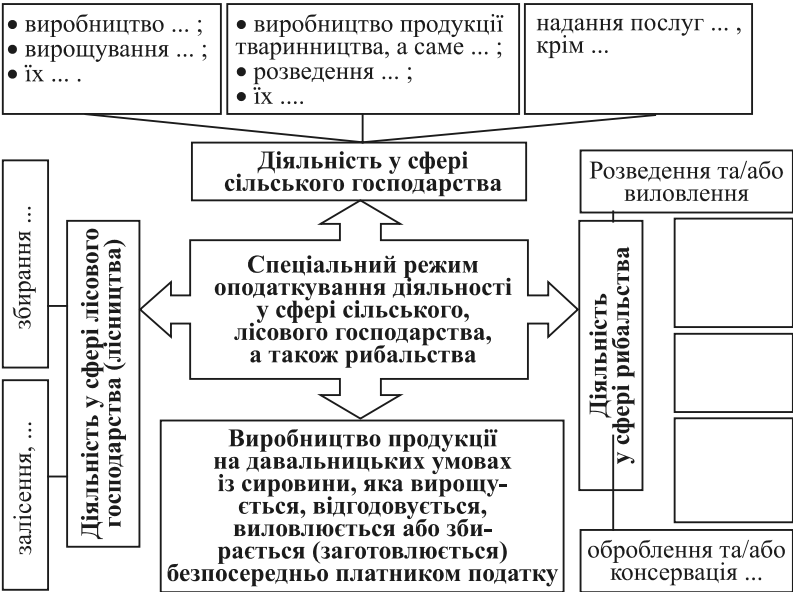 • виробництво ... ;
• вирощування ... ;
• їх ... .
• виробництво продукції
тваринництва, а саме ... ;
• розведення ... ;
• їх ....
надання послуг ... ,
крім ...
Діяльність у сфері
сільського господарства
збирання ...
залісення, ...
Діяльність у сфері лісового
господарства (лісництва)
Спеціальний режим
оподаткування діяльності
у сфері сільського,
лісового господарства,
а також рибальства
Розведення та/або
виловлення
Діяльність
у сфері рибальства
Виробництво продукції
на давальницьких умовах
із сировини, яка вирощу-
ється, відгодовується,
виловлюється або зби-
рається (заготовлюється)
безпосередньо платником податку
оброблення та/або
консервація ...